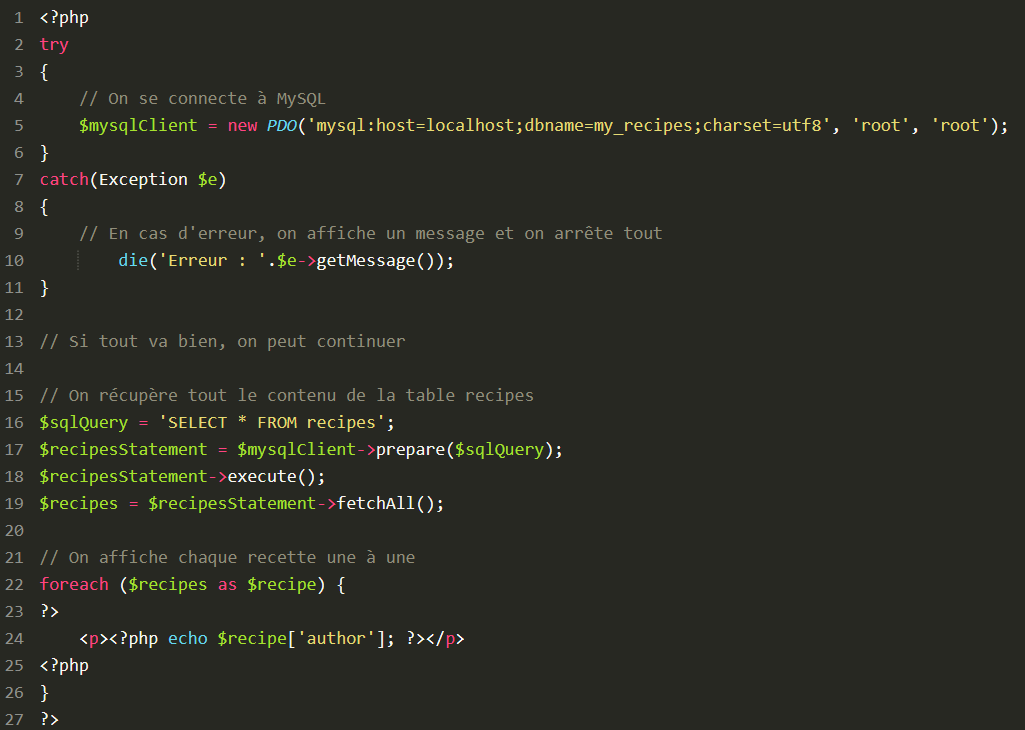 1 <?php
2 try
3 {
4     // On se connecte à MySQL
5     $mysqlClient = new PDO('mysql:host=localhost;dbname=my_recipes;charset=utf8', 'root', 'root');
6 }
7 catch(Exception $e)
8 {
9     // En cas d'erreur, on affiche un message et on arrête tout
10         die('Erreur : '.$e->getMessage());
11 }
12
13 // Si tout va bien, on peut continuer
14
15 // On récupère tout le contenu de la table recipes
16 $sqlQuery = 'SELECT * FROM recipes';
17 $recipesStatement = $mysqlClient->prepare($sqlQuery);
18 $recipesStatement->execute();
19 $recipes = $recipesStatement->fetchAll();
20
21 // On affiche chaque recette une à une
22 foreach ($recipes as $recipe) {
23 ?>
24     <p><?php echo $recipe['author']; ?></p>
25 <?php
26 }
27 ?>